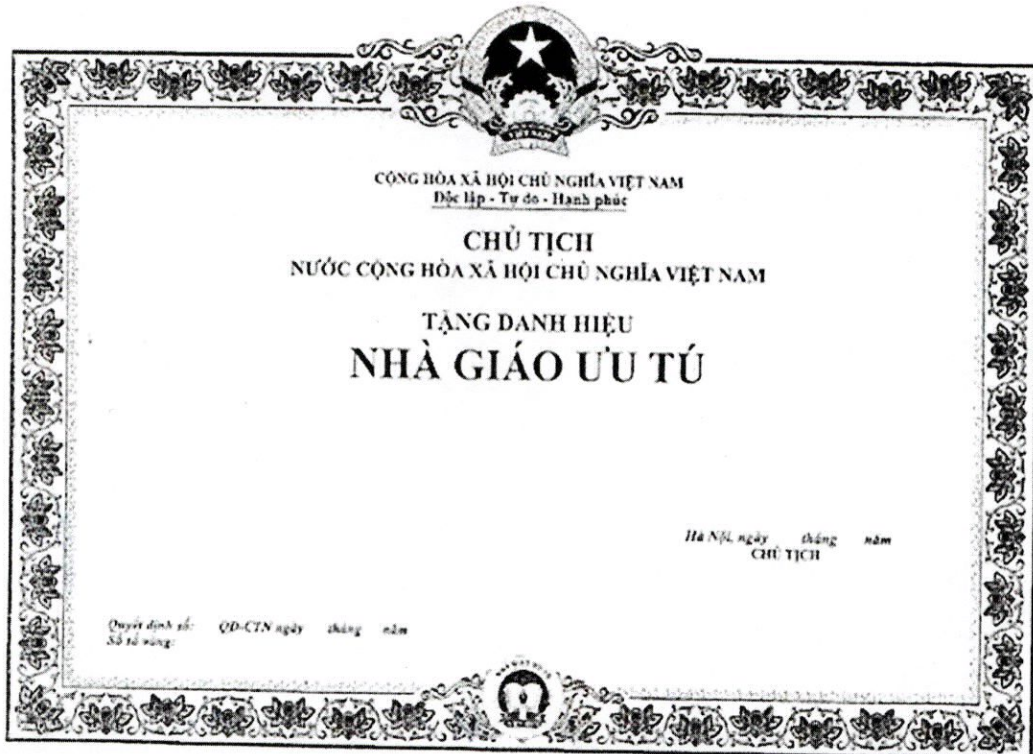 VIỆT NAM
CỘNG HÒA XÃ HỘI CHỦ NGHĨA VIỆT NAM
Độc lập - Tự do - Hạnh phúc
CHỦ TỊCH
NƯỚC CỘNG HÒA XÃ HỘI CHỦ NGHĨA VIỆT NAM
TẶNG DANH HIỆU
NHÀ GIÁO ƯU TÚ
Hà Nội, ngày tháng năm
CHỦ TỊCH
Quyết định số: QĐ-CTN ngày tháng năm
Số sổ vàng: